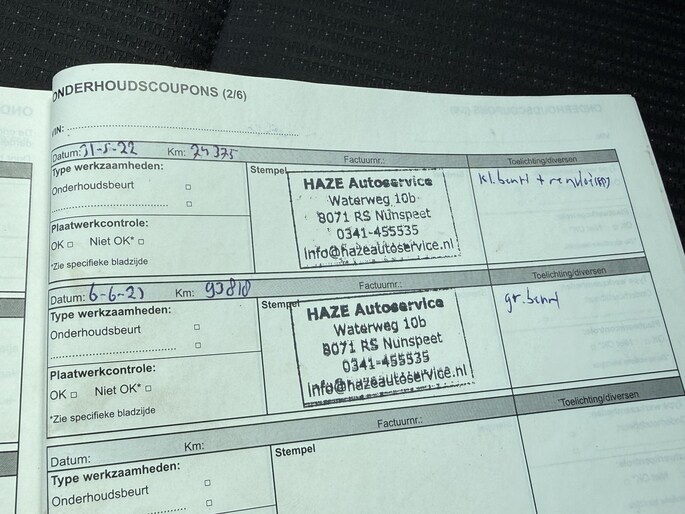 ONDERHOUDSCOUPONS (2/6)
VIN:
Datum: 31-5-22 Km: 74375 Factuurnr.: Toelichting/diversen
Type werkzaamheden: Stempel
Onderhoudsbeurt
Plaatwerkcontrole:
OK Niet OK*
*Zie specifieke bladzijde
HAZE Autoservice
Waterweg 10b
8071 RS Nunspeet
0341-455535
Info@hazeautoservice.nl
kl.beurt +
Datum: 6-6-23 Km: 93818 Factuurnr.: Toelichting/diversen
Type werkzaamheden: Stempel
Onderhoudsbeurt
Plaatwerkcontrole:
OK Niet OK*
*Zie specifieke bladzijde
HAZE Autoservice
Waterweg 10b
8071 RS Nunspeet
0341-455535
Info@hazeautoservice.nl
gr.beurt
Datum: Km: Factuurnr.: Toelichting/diversen
Type werkzaamheden: Stempel
Onderhoudsbeurt